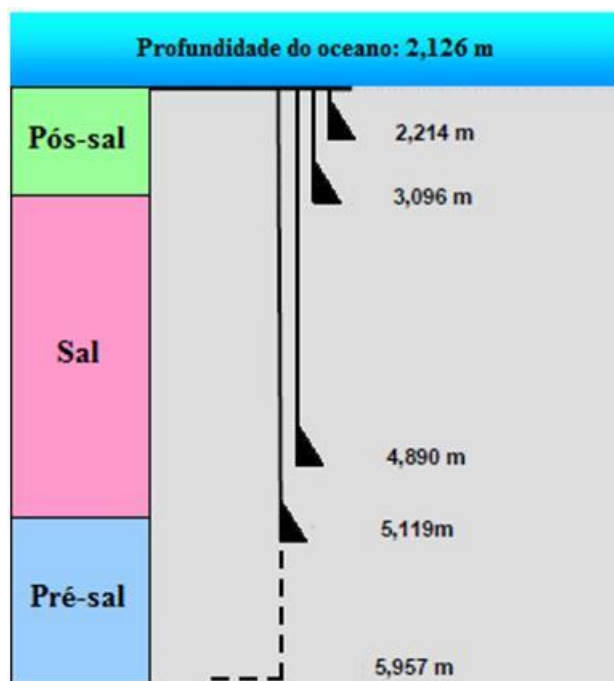 Profundidade do oceano: 2,126 m
Pós-sal
2,214 m
3,096 m
Sal
4,890 m
5,119m
Pré-sal
5,957 m